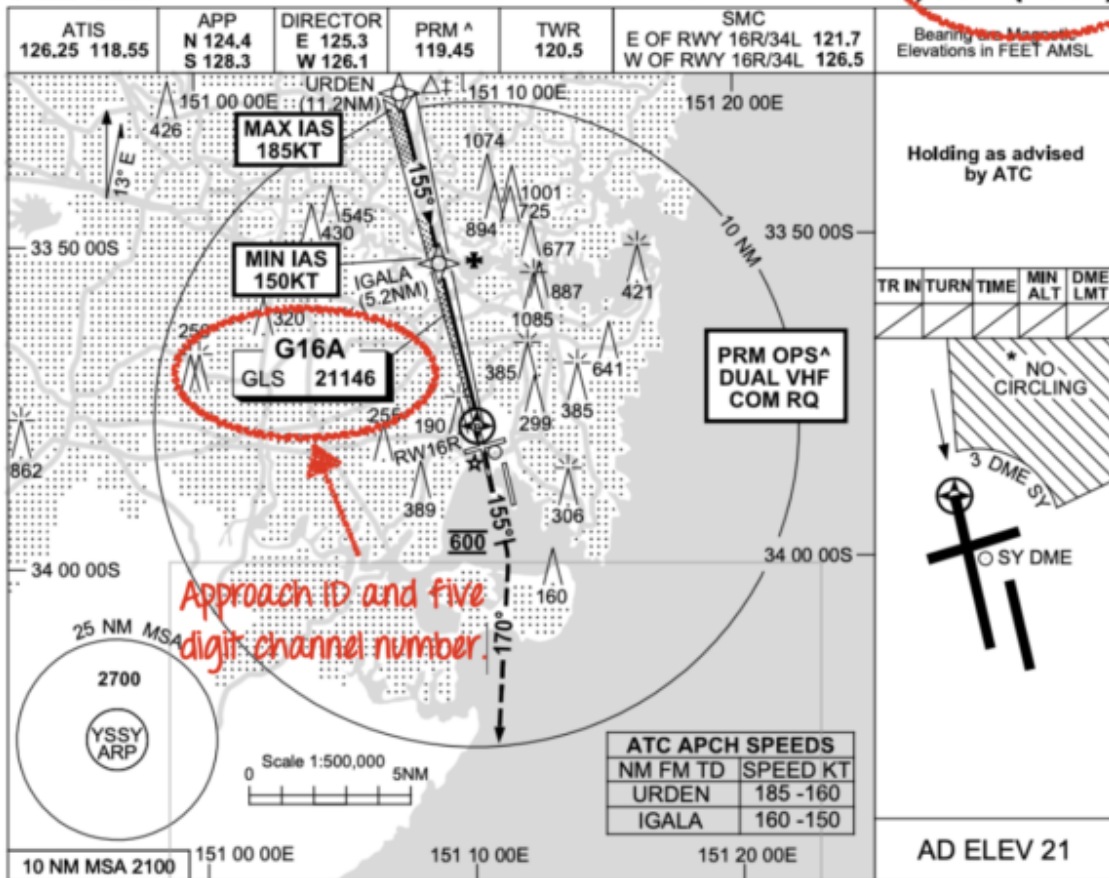 ATIS
126.25 118.55
APP
N 124.4
S 128.3
DIRECTOR
E 125.3
W 126.1
PRM ^
119.45
TWR
120.5
SMC
E OF RWY 16R/34L 121.7
W OF RWY 16R/34L 126.5
Bearing are Magnetic
Elevations in FEET AMSL
URDEN
(11.2NM)
‡
151 00 00E
151 10 00E
151 20 00E
426
MAX IAS
185KT
13° E
155°
1074
1001
725
894
545
430
677
10 NM
Holding as advised
by ATC
33 50 00S
33 50 00S
MIN IAS
150KT
IGALA
(5.2NM)
887
421
1085
TR IN
TURN
TIME
MIN
ALT
DME
LMT
320
G16A
GLS 21146
385
641
385
299
PRM OPS^
DUAL VHF
COM RQ
* NO
CIRCLING
3 DME SY
862
190
RW16R
389
306
155°
600
SY DME
34 00 00S
34 00 00S
160
Approach ID and five
digit channel number.
170°
25 NM MSA
2700
YSSY
ARP
Scale 1:500,000
0
5NM
ATC APCH SPEEDS
NM FM TD SPEED KT
URDEN 185 -160
IGALA 160 -150
10 NM MSA 2100
151 00 00E
151 10 00E
151 20 00E
AD ELEV 21